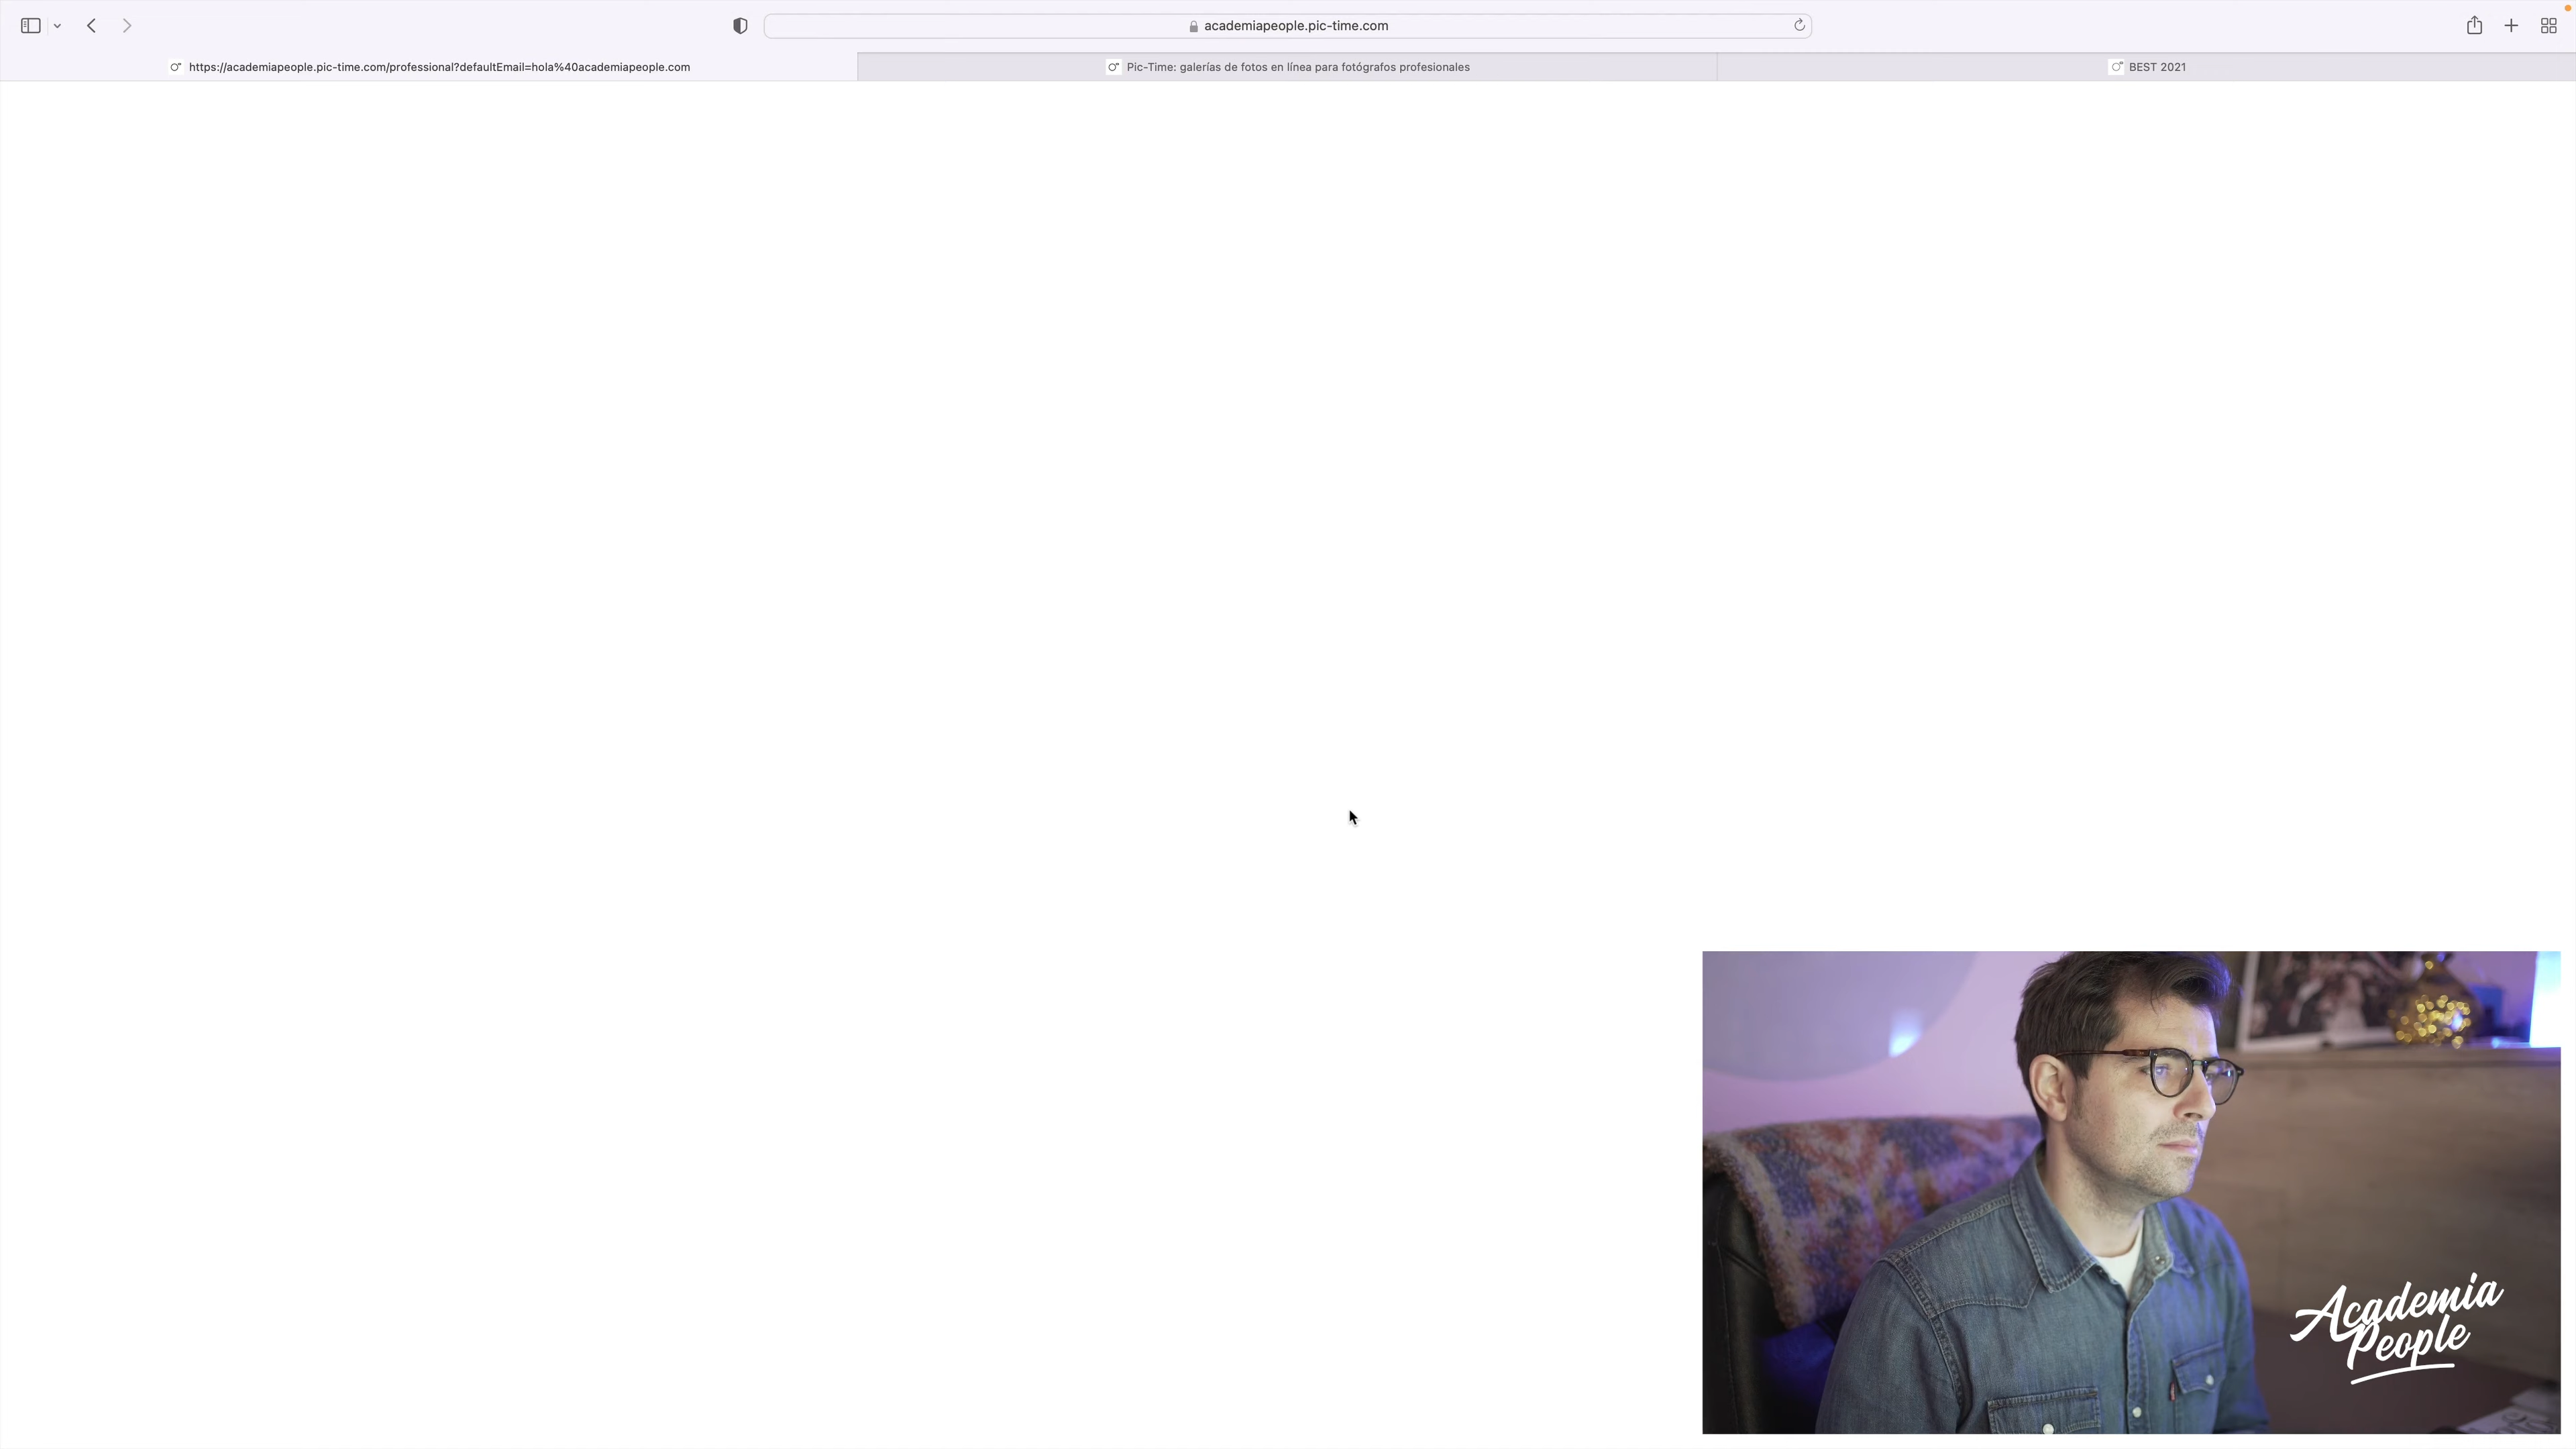 academiapeople.pic-time.com
https://academiapeople.pic-time.com/professional?defaultEmail=hola%40academiapeople.com
Pic-Time: galerías de fotos en línea para fotógrafos profesionales
BEST 2021
Academia
People